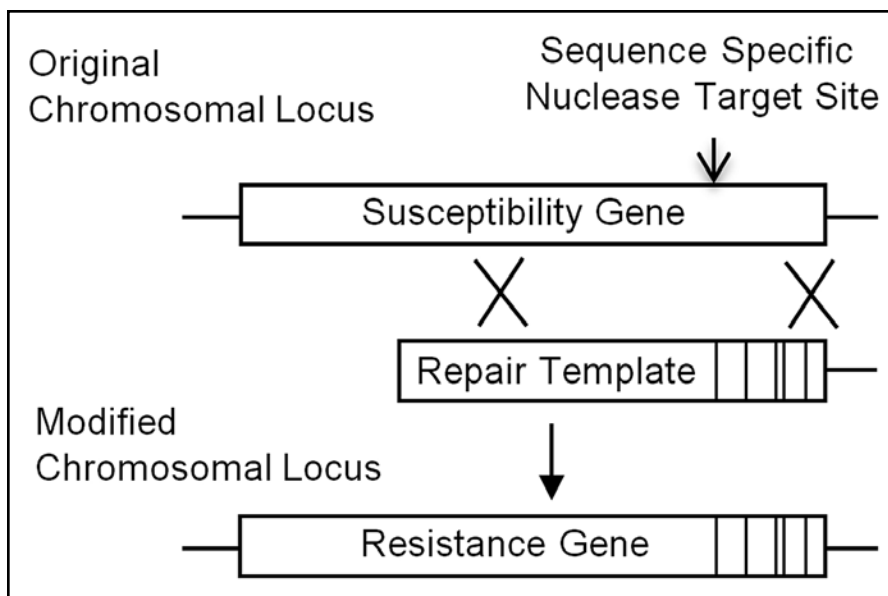 Original
Chromosomal Locus
Sequence Specific
Nuclease Target Site
Susceptibility Gene
Repair Template
Modified
Chromosomal Locus
Resistance Gene